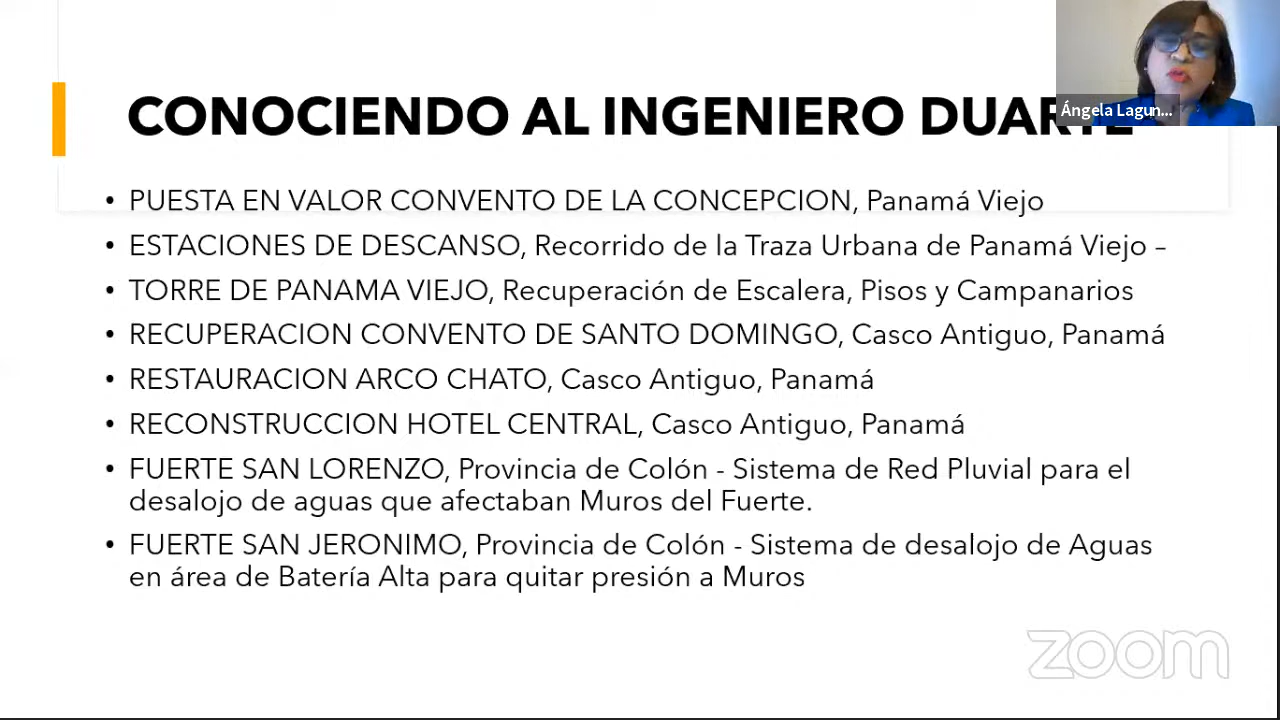 CONOCIENDO AL INGENIERO DUARTE
Ángela Lagun...
• PUESTA EN VALOR CONVENTO DE LA CONCEPCION, Panamá Viejo
• ESTACIONES DE DESCANSO, Recorrido de la Traza Urbana de Panamá Viejo –
• TORRE DE PANAMA VIEJO, Recuperación de Escalera, Pisos y Campanarios
• RECUPERACION CONVENTO DE SANTO DOMINGO, Casco Antiguo, Panamá
• RESTAURACION ARCO CHATO, Casco Antiguo, Panamá
• RECONSTRUCCION HOTEL CENTRAL, Casco Antiguo, Panamá
• FUERTE SAN LORENZO, Provincia de Colón - Sistema de Red Pluvial para el
desalojo de aguas que afectaban Muros del Fuerte.
• FUERTE SAN JERONIMO, Provincia de Colón - Sistema de desalojo de Aguas
en área de Batería Alta para quitar presión a Muros
zoom